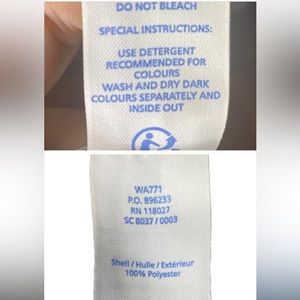 DO NOT BLEACH
SPECIAL INSTRUCTIONS:
USE DETERGENT
RECOMMENDED FOR
COLOURS
WASH AND DRY DARK
COLOURS SEPARATELY AND
INSIDE OUT
WA771
P.O. 896233
RN 118027
SC 8037 / 0003
Shell / Hulle / Extérieur
100% Polyester